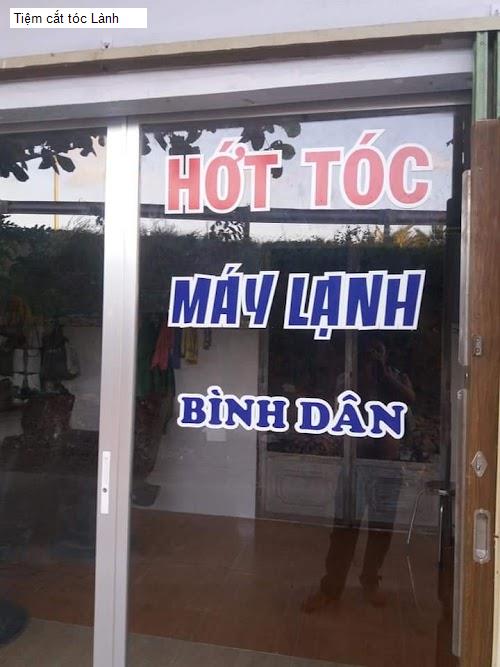 Tiệm cắt tóc Lành
HỚT TÓC
MÁY LẠNH
BÌNH DÂN